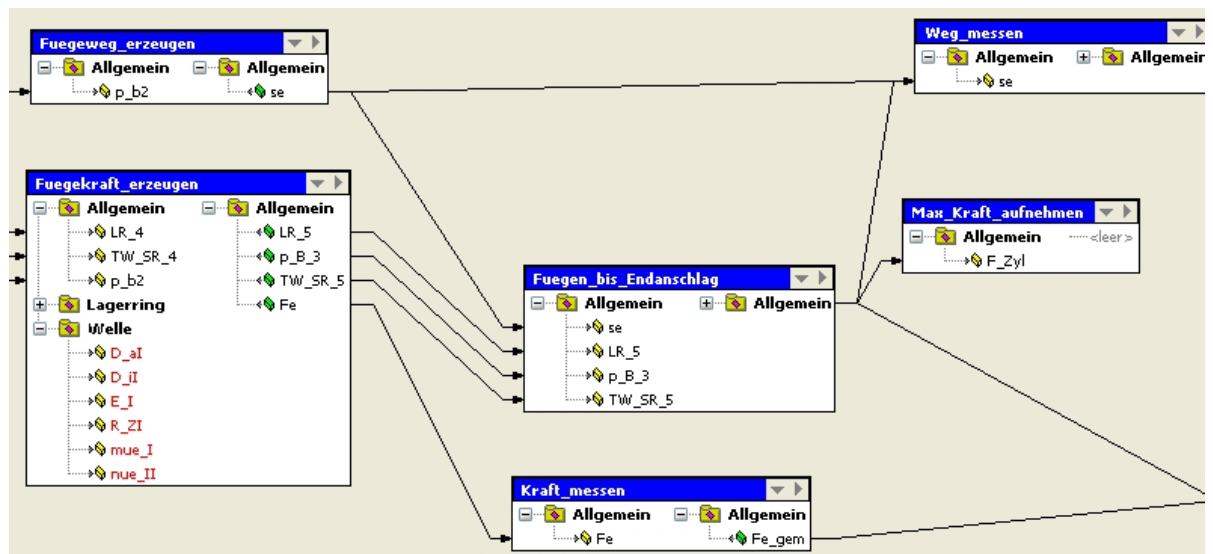 Fuegeweg_erzeugen
Allgemein Allgemein
p_b2 se
Weg_messen
Allgemein Allgemein
se
Fuegekraft_erzeugen
Allgemein Allgemein
LR_4 LR_5
TW_SR_4 p_B_3
p_b2 TW_SR_5
Lagerring Fe
Welle
D_aI
D_iI
E_I
R_ZI
mue_I
nue_II
Max_Kraft_aufnehmen
Allgemein <leer>
F_Zyl
Fuegen_bis_Endanschlag
Allgemein Allgemein
se
LR_5
p_B_3
TW_SR_5
Kraft_messen
Allgemein Allgemein
Fe Fe_gem